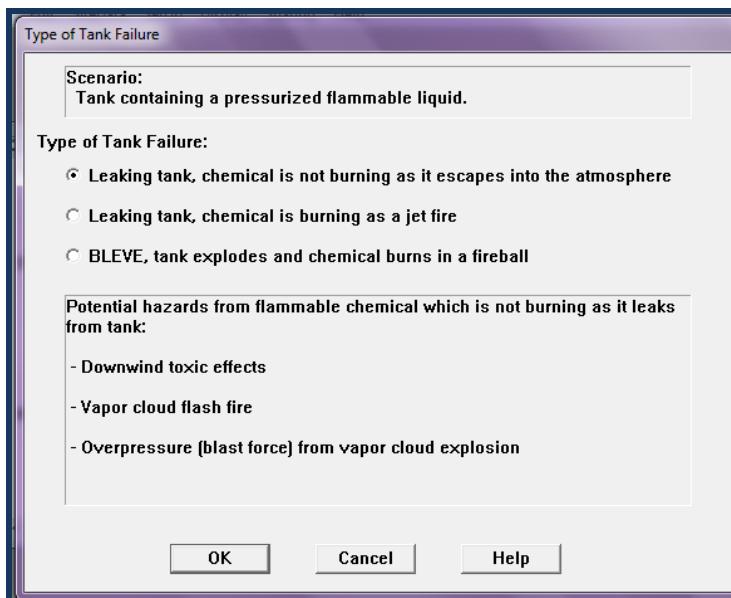 Type of Tank Failure
Scenario:
Tank containing a pressurized flammable liquid.
Type of Tank Failure:
Leaking tank, chemical is not burning as it escapes into the atmosphere
Leaking tank, chemical is burning as a jet fire
BLEVE, tank explodes and chemical burns in a fireball
Potential hazards from flammable chemical which is not burning as it leaks
from tank:
- Downwind toxic effects
- Vapor cloud flash fire
- Overpressure (blast force) from vapor cloud explosion
OK Cancel Help